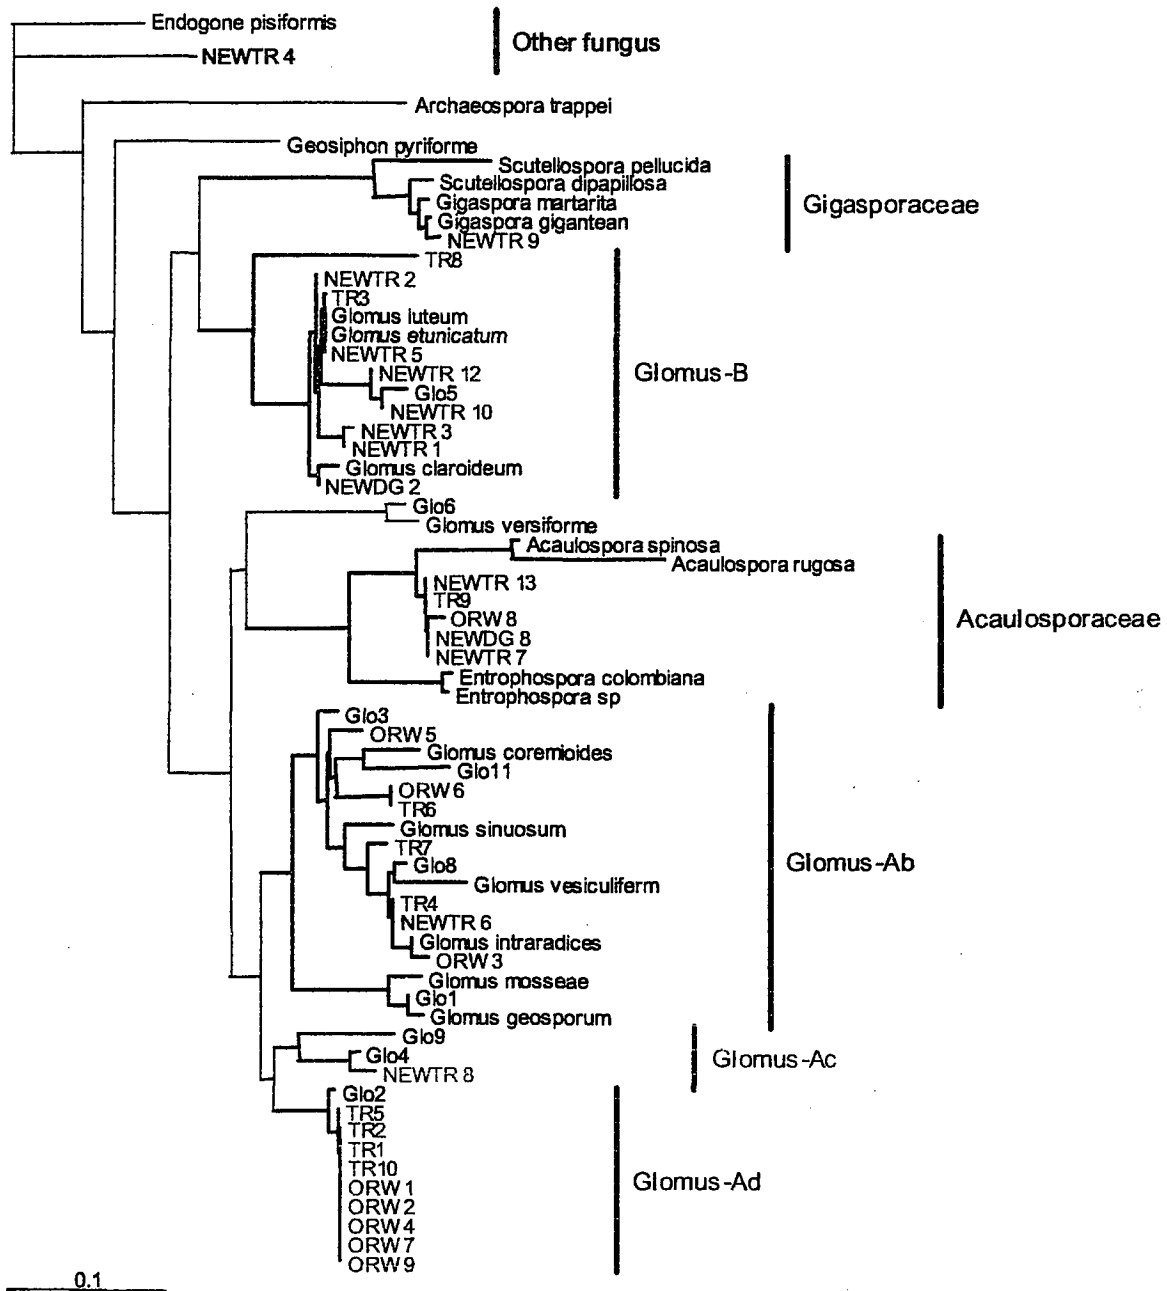 Endogone pisiformis
NEWTR 4
Other fungus
Archaeospora trappei
Geosiphon pyriforme
Scutellospora pellucida
Scutellospora dipapillosa
Gigaspora martarita
Gigaspora gigantean
NEWTR 9
Gigasporaceae
TR8
NEWTR 2
TR3
Glomus luteum
Glomus etunicatum
NEWTR 5
NEWTR 12
Glo5
NEWTR 10
NEWTR 3
NEWTR 1
Glomus claroideum
NEWDG 2
Glomus-B
Glo6
Glomus versiforme
Acaulospora spinosa
Acaulospora rugosa
NEWTR 13
TR9
ORW 8
NEWDG 8
NEWTR 7
Entrophospora colombiana
Entrophospora sp
Acaulosporaceae
Glo3
ORW 5
Glomus coremioides
Glo11
ORW 6
TR6
Glomus sinuosum
TR7
Glo8
Glomus vesiculiferm
TR4
NEWTR 6
Glomus intraradices
ORW 3
Glomus mosseae
Glo1
Glomus geosporum
Glomus-Ab
Glo9
Glo4
NEWTR 8
Glomus-Ac
Glo2
TR5
TR2
TR1
TR10
ORW 1
ORW 2
ORW 4
ORW 7
ORW 9
Glomus-Ad
0.1